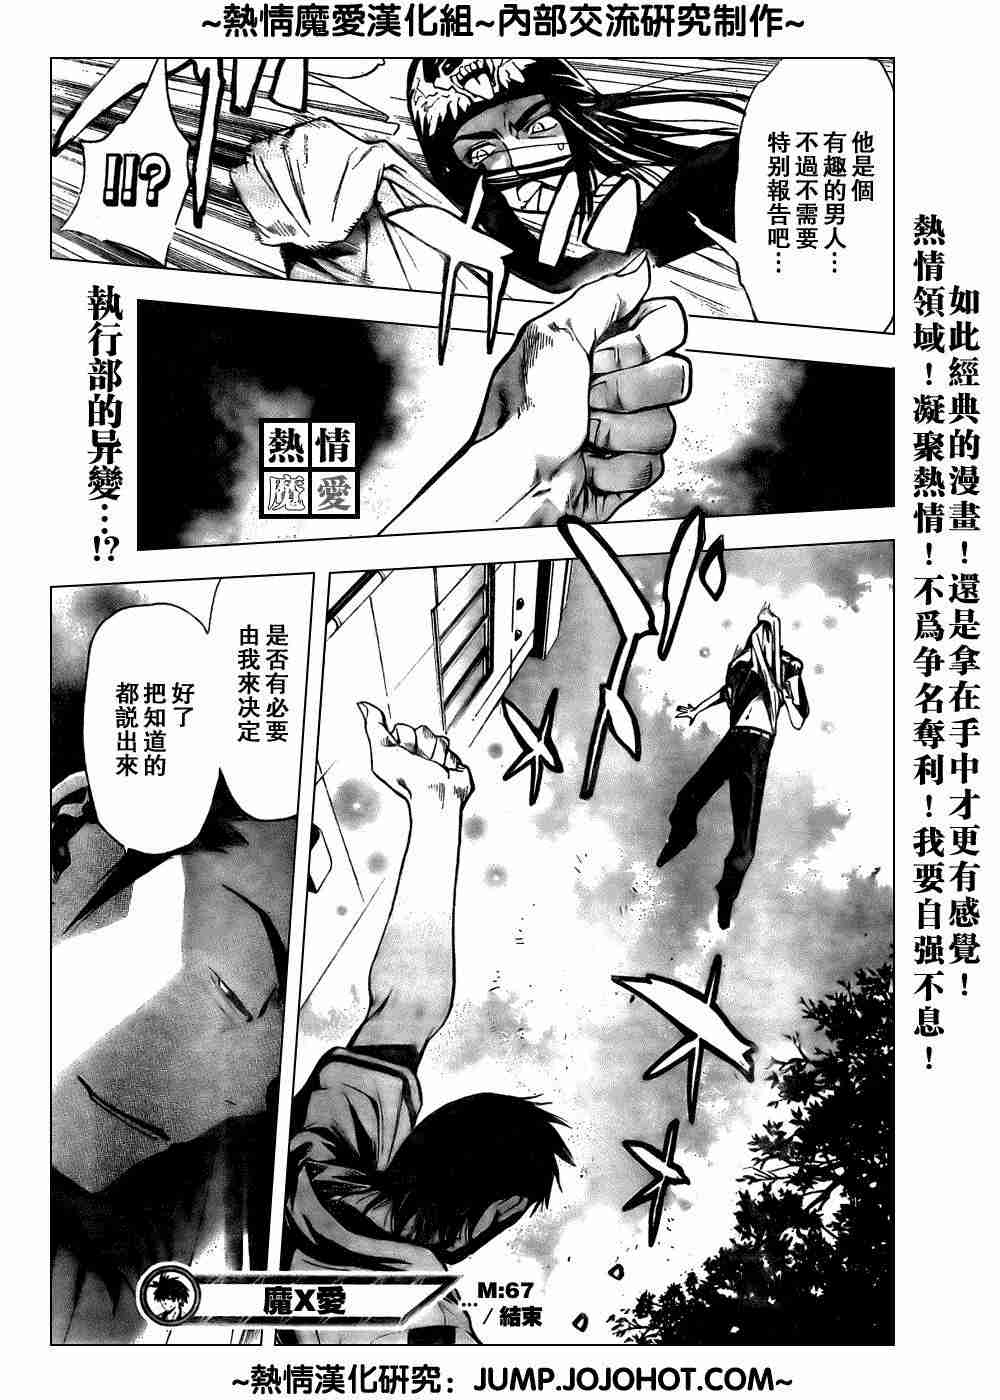 ~熱情魔愛漢化組~內部交流研究制作~
他是個
有趣的男人…
不過不需要
特别報告吧…
!!?
執行部的异變…!?
熱情
魔愛
是否有必要
由我來决定
好了
把知道的
都説出來
如此經典的漫畫！還是拿在手中才更有感覺！
熱情領域！凝聚熱情！不爲争名奪利！我要自强不息！
魔X愛
...M:67
/ 結束
~熱情漢化研究：JUMP.JOJOHOT.COM~